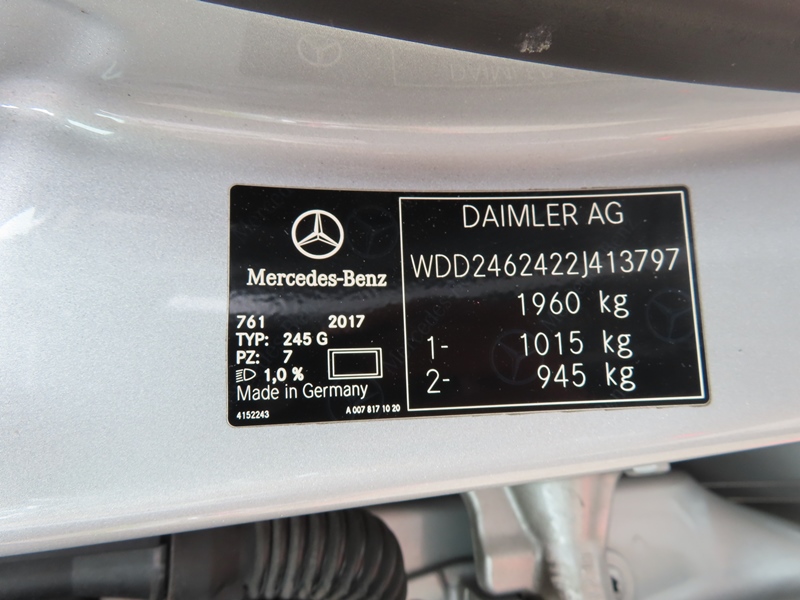 Mercedes-Benz
761 2017
TYP: 245 G
PZ: 7
1,0 %
Made in Germany
4152243 A 007 817 10 20
DAIMLER AG
WDD2462422J413797
1960 kg
1- 1015 kg
2- 945 kg